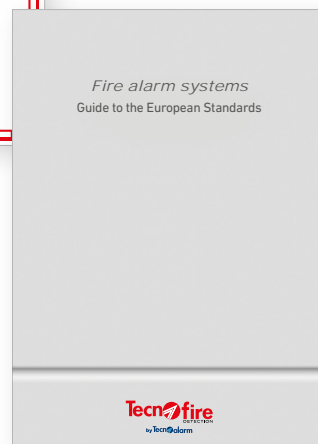 Fire alarm systems
Guide to the European Standards
Tecnofire
DETECTION
by Tecnoalarm